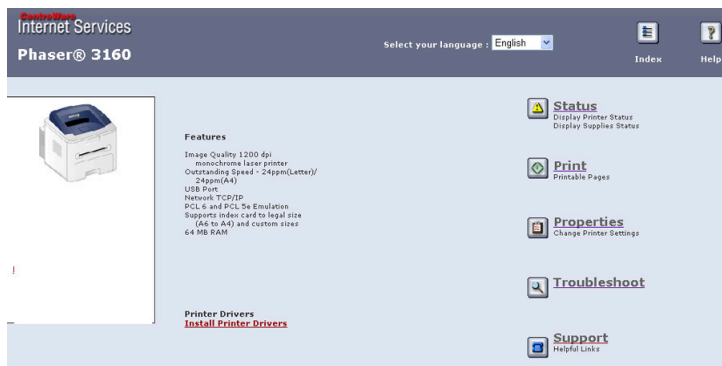 CentreWare
Internet Services
Phaser® 3160
Select your language : English
Index
Help
Features
Image Quality 1200 dpi
monochrome laser printer
Outstanding Speed - 24ppm(Letter)/
24ppm(A4)
USB Port
Network TCP/IP
PCL 6 and PCL 5e Emulation
Supports index card to legal size
(A6 to A4) and custom sizes
64 MB RAM
Printer Drivers
Install Printer Drivers
Status
Display Printer Status
Display Supplies Status
Print
Printable Pages
Properties
Change Printer Settings
Troubleshoot
Support
Helpful Links